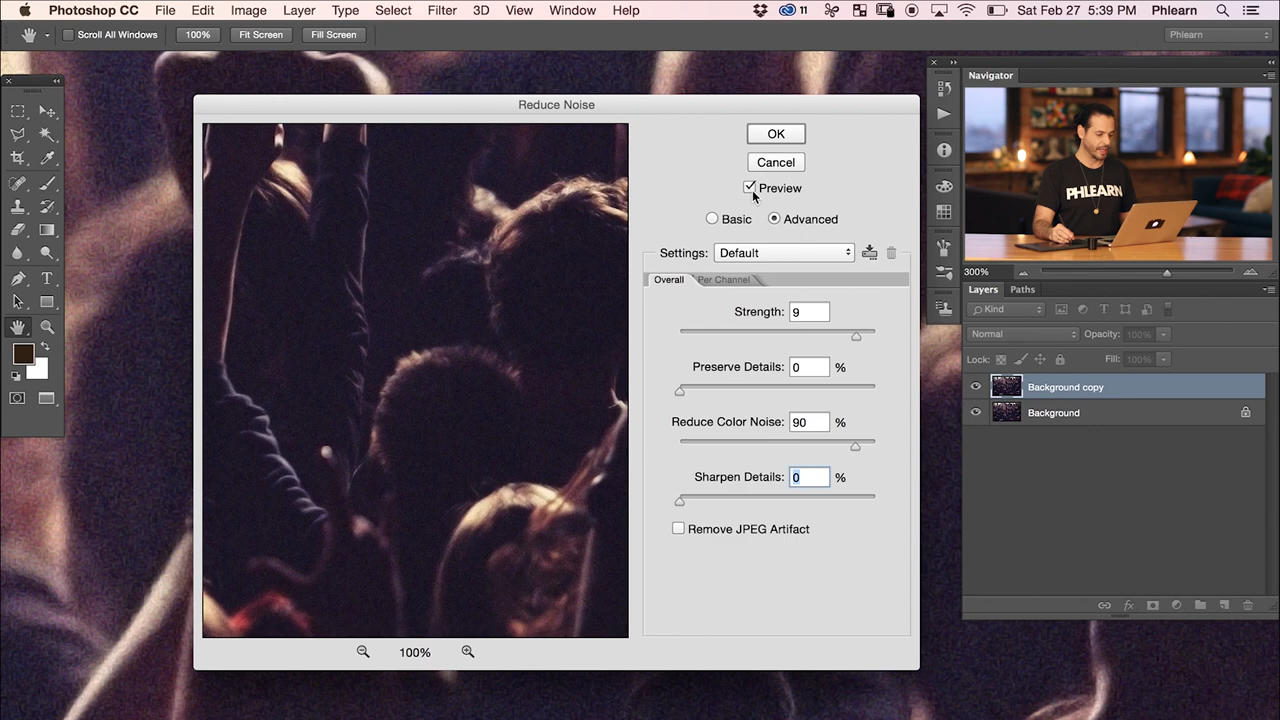 Photoshop CC File Edit Image Layer Type Select Filter 3D View Window Help 11 Sat Feb 27 5:39 PM Phlearn
Scroll All Windows 100% Fit Screen Fill Screen Phlearn
Reduce Noise
Navigator
OK
Cancel
Preview
PHLEARN
Basic Advanced
Settings: Default
300%
Overall Per Channel
Layers Paths
Kind
Strength: 9
Normal Opacity: 100%
Lock: Fill: 100%
Preserve Details: 0 %
Background copy
Background
Reduce Color Noise: 90 %
Sharpen Details: 0 %
Remove JPEG Artifact
100%